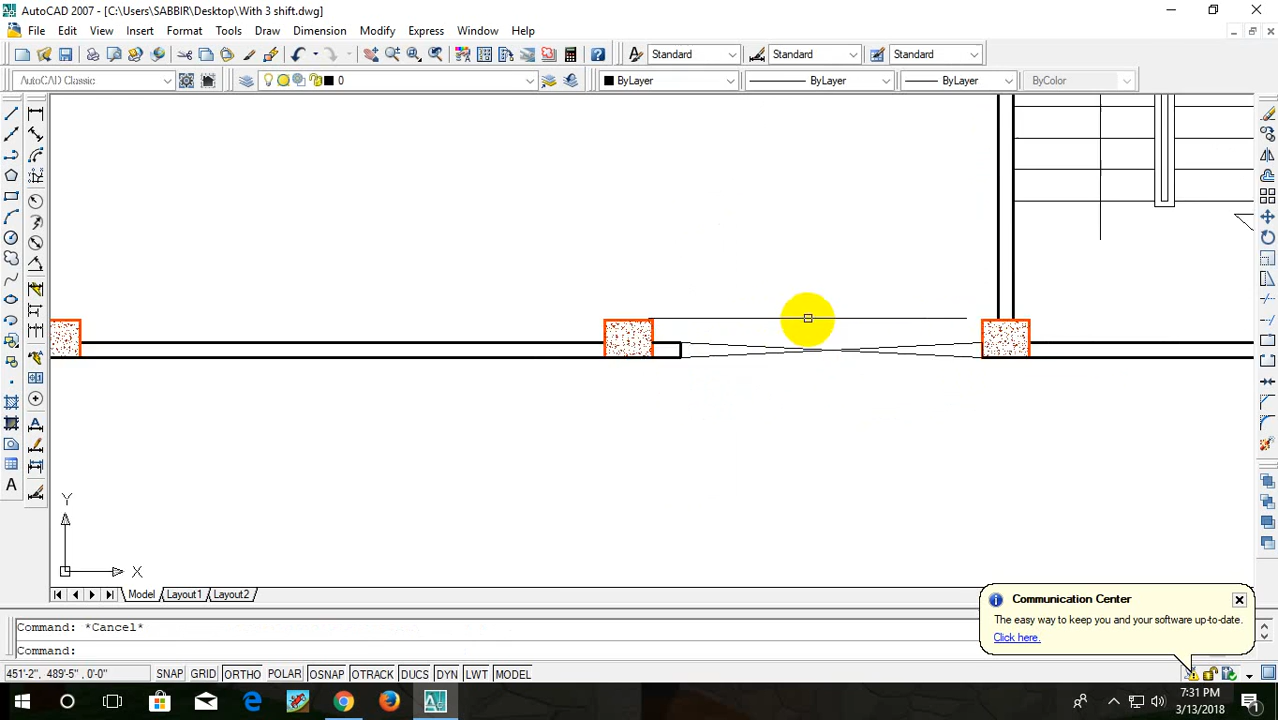 AutoCAD 2007 - [C:\Users\SABBIR\Desktop\With 3 shift.dwg]
File Edit View Insert Format Tools Draw Dimension Modify Express Window Help
Standard Standard Standard
AutoCAD Classic 0 ByLayer ByLayer ByLayer ByColor
A
A
Y
X
Model Layout1 Layout2
Communication Center
The easy way to keep you and your software up-to-date.
Click here.
Command: *Cancel*
Command:
451'-2", 489'-5", 0'-0" SNAP GRID ORTHO POLAR OSNAP OTRACK DUCS DYN LWT MODEL
7:31 PM
3/13/2018
1